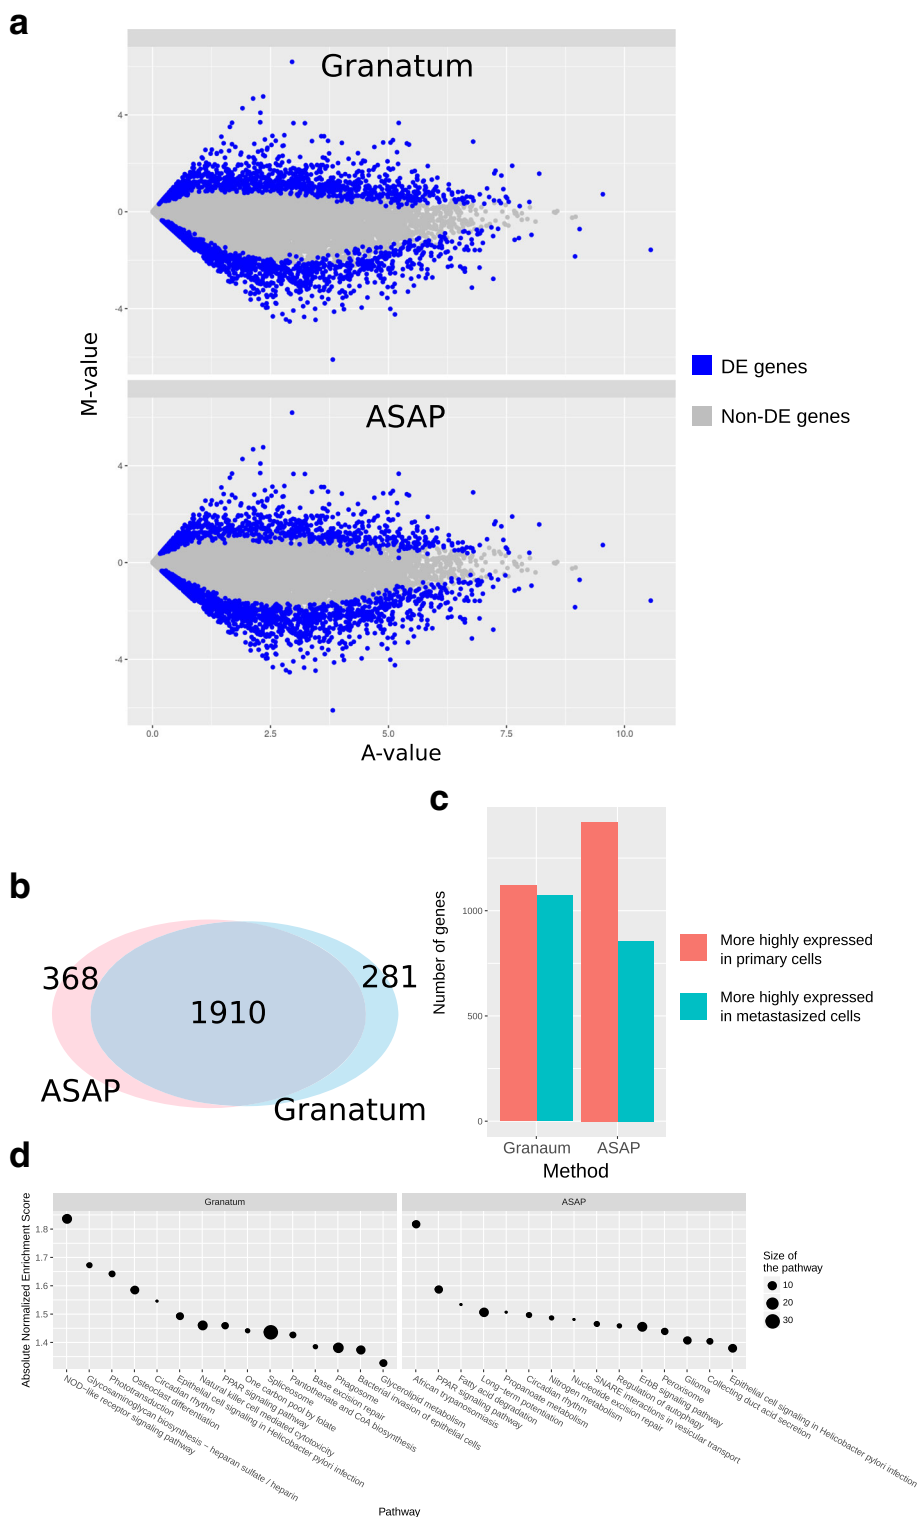 a
Granatum
4
0
-4
M-value
DE genes
Non-DE genes
ASAP
4
0
-4
0.0 2.5 5.0 7.5 10.0
A-value
b
368
1910
281
ASAP
Granatum
c
Number of genes
1000
500
0
Granaum ASAP
Method
More highly expressed
in primary cells
More highly expressed
in metastasized cells
d
Absolute Normalized Enrichment Score
Granatum
ASAP
1.8
1.7
1.6
1.5
1.4
NOD-like receptor signaling pathway
Glycosaminoglycan biosynthesis - heparan sulfate / heparin
Phototransduction
Osteoclast differentiation
Circadian rhythm
Epithelial cell signaling in Helicobacter pylori infection
Natural killer cell mediated cytotoxicity
PPAR signaling pathway
One carbon pool by folate
Spliceosome
Pantothenate and CoA biosynthesis
Base excision repair
Phagosome
Bacterial invasion of epithelial cells
Glycerolipid metabolism
African trypanosomiasis
PPAR signaling pathway
Fatty acid degradation
Long-term potentiation
Propanoate metabolism
Circadian rhythm
Nitrogen metabolism
Nucleotide excision repair
SNARE interactions in vesicular transport
Regulation of autophagy
ErbB signaling pathway
Peroxisome
Glioma
Collecting duct acid secretion
Epithelial cell signaling in Helicobacter pylori infection
Pathway
Size of
the pathway
10
20
30